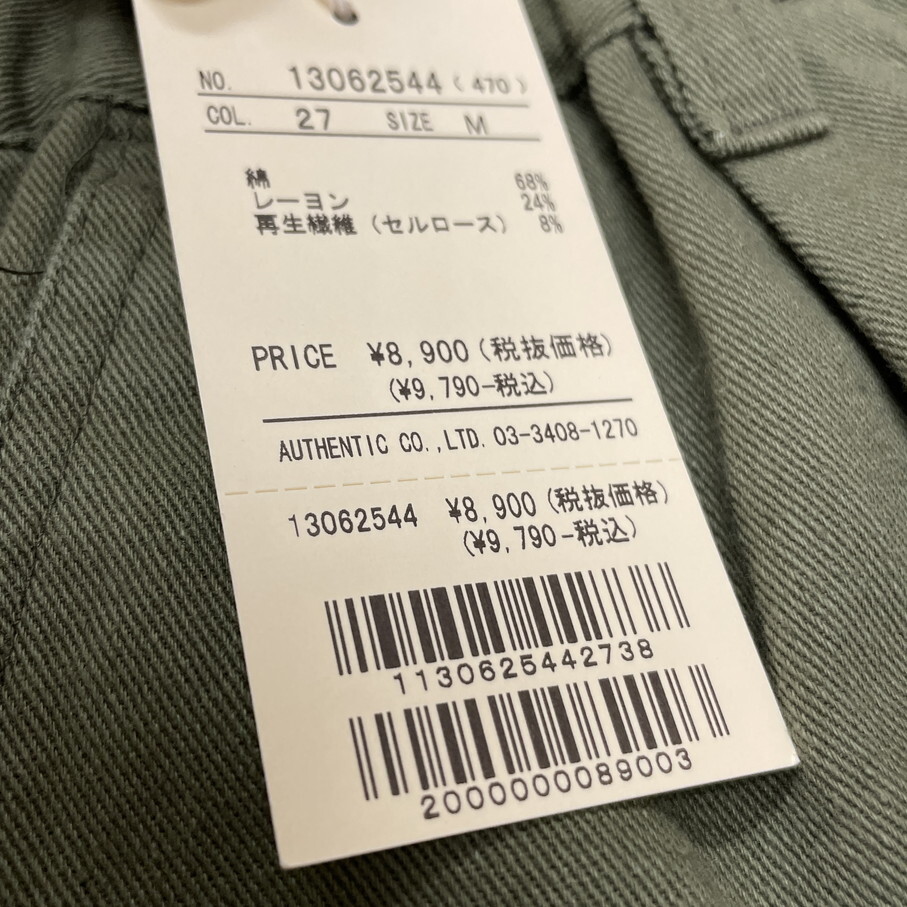 NO. 13062544 (470)
COL. 27 SIZE M
綿 68%
レーヨン 24%
再生繊維（セルロース） 8%
PRICE ¥8,900（税抜価格）
(¥9,790-税込)
AUTHENTIC CO.,LTD. 03-3408-1270
13062544 ¥8,900（税抜価格）
(¥9,790-税込)
1130625442738
2000000089003